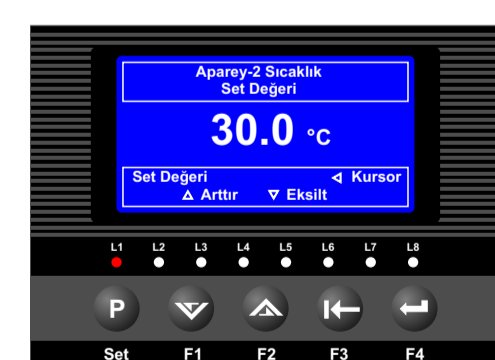 Aparey-2 Sıcaklık
Set Değeri
30.0 °C
Set Değeri Kursor
Arttır Eksilt
L1 L2 L3 L4 L5 L6 L7 L8
P
Set F1 F2 F3 F4